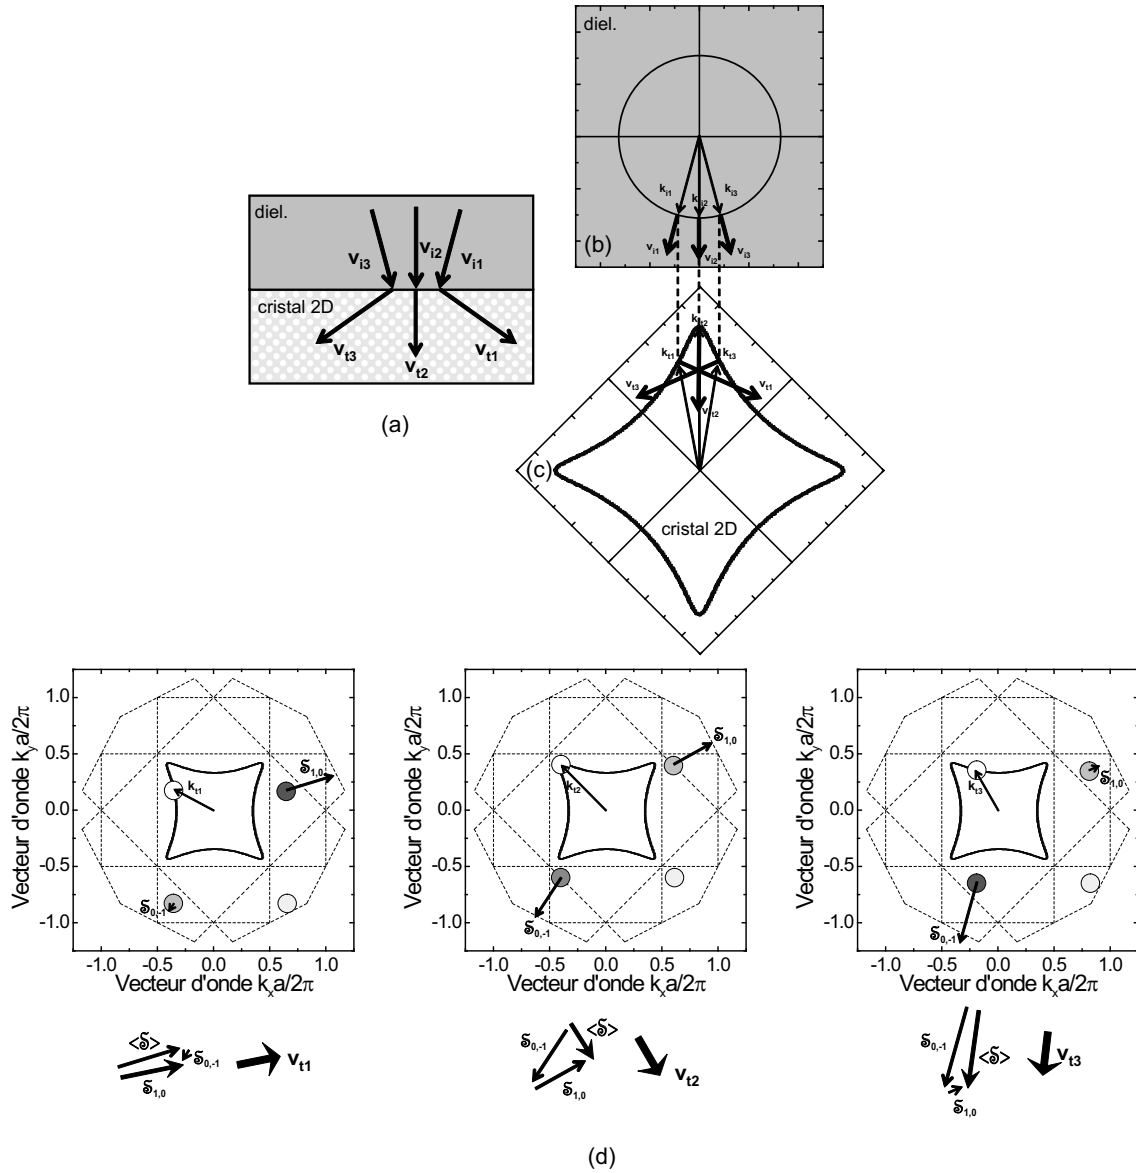 diel.
k_i1
k_i2
k_i3
v_i1
v_i2
v_i3
(b)
diel.
v_i3
v_i2
v_i1
cristal 2D
v_t3
v_t2
v_t1
(a)
k_t2
k_t1
k_t3
v_t3
v_t1
v_t2
(c)
cristal 2D
Vecteur d'onde k_y a/2π
1.0
0.5
0.0
-0.5
-1.0
S_1,0
k_t1
S_0,-1
-1.0 -0.5 0.0 0.5 1.0
Vecteur d'onde k_x a/2π
Vecteur d'onde k_y a/2π
1.0
0.5
0.0
-0.5
-1.0
S_1,0
k_t2
S_0,-1
-1.0 -0.5 0.0 0.5 1.0
Vecteur d'onde k_x a/2π
Vecteur d'onde k_y a/2π
1.0
0.5
0.0
-0.5
-1.0
S_1,0
k_t3
S_0,-1
-1.0 -0.5 0.0 0.5 1.0
Vecteur d'onde k_x a/2π
<S>
S_0,-1
S_1,0
v_t1
S_0,-1
<S>
S_1,0
v_t2
S_0,-1
<S>
S_1,0
v_t3
(d)